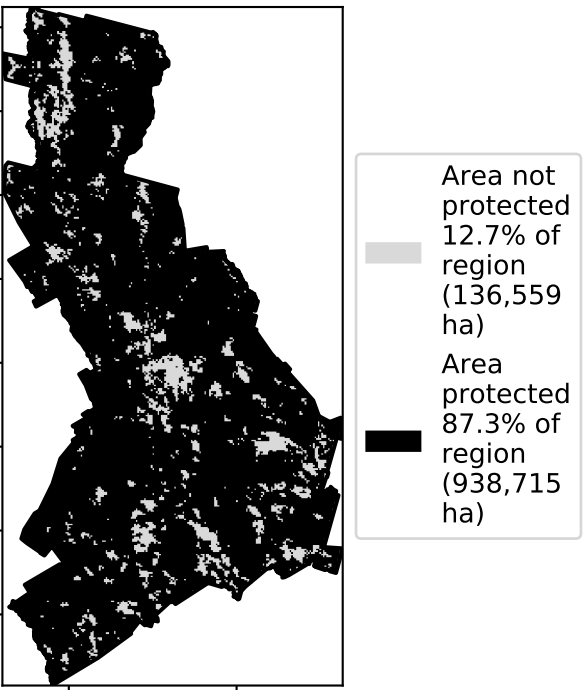 Area not
protected
12.7% of
region
(136,559
ha)
Area
protected
87.3% of
region
(938,715
ha)